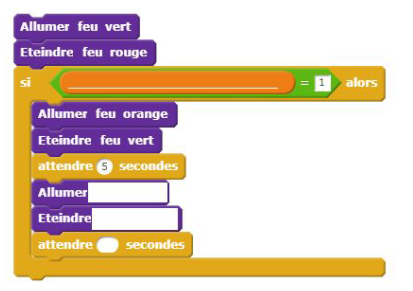 Allumer feu vert
Eteindre feu rouge
si = 1 alors
Allumer feu orange
Eteindre feu vert
attendre 5 secondes
Allumer
Eteindre
attendre secondes